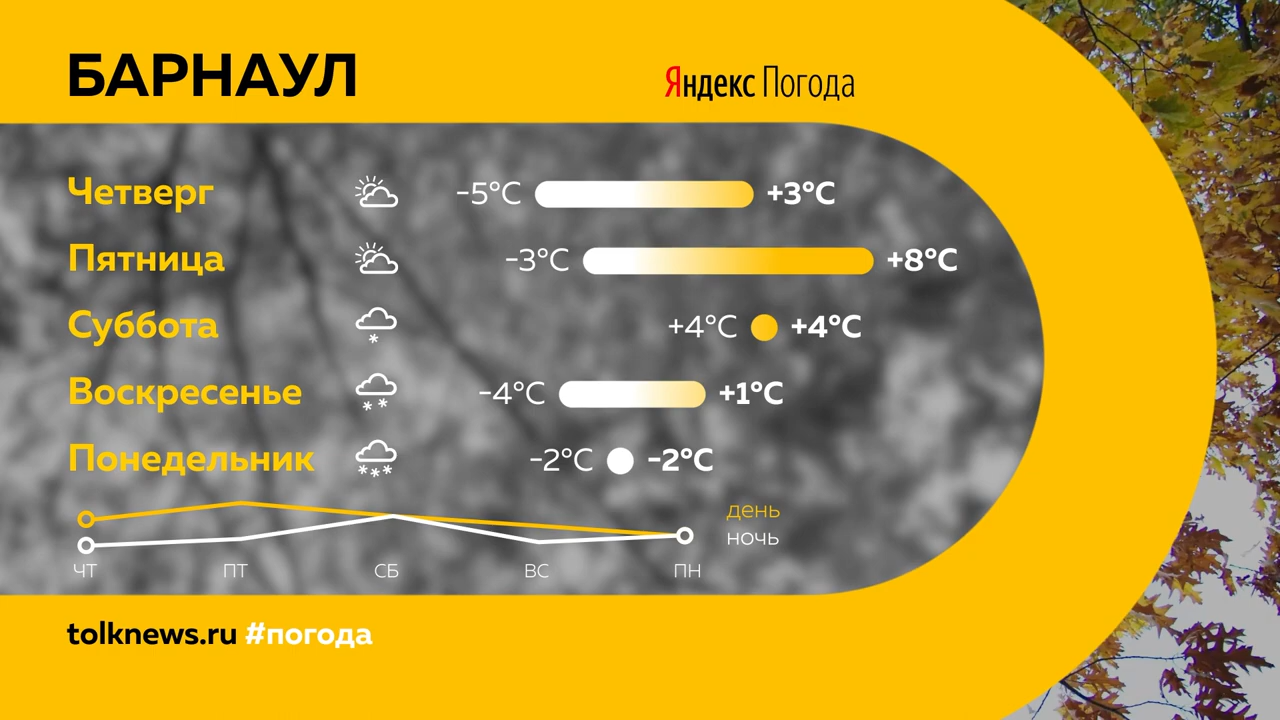 БАРНАУЛ
Яндекс Погода
Четверг -5°C +3°C
Пятница -3°C +8°C
Суббота +4°C +4°C
Воскресенье -4°C +1°C
Понедельник -2°C -2°C
день
ночь
ЧТ ПТ СБ ВС ПН
tolknews.ru #погода